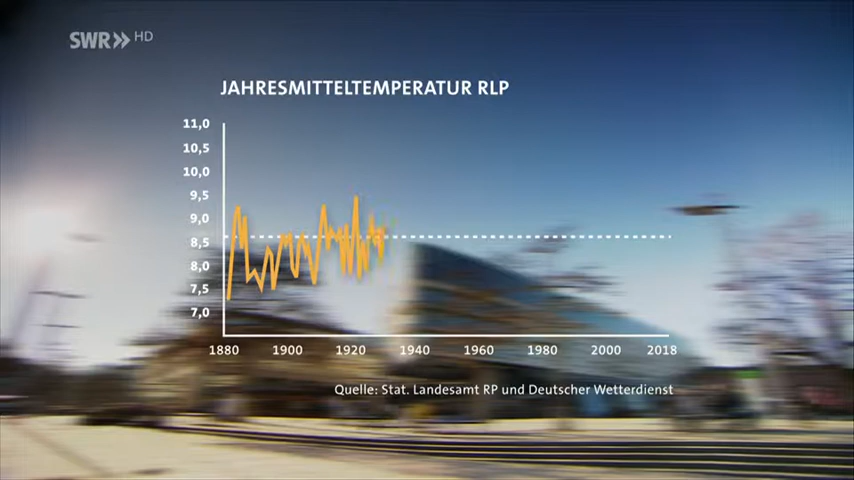 SWR HD
JAHRESMITTELTEMPERATUR RLP
11,0
10,5
10,0
9,5
9,0
8,5
8,0
7,5
7,0
1880 1900 1920 1940 1960 1980 2000 2018
Quelle: Stat. Landesamt RP und Deutscher Wetterdienst